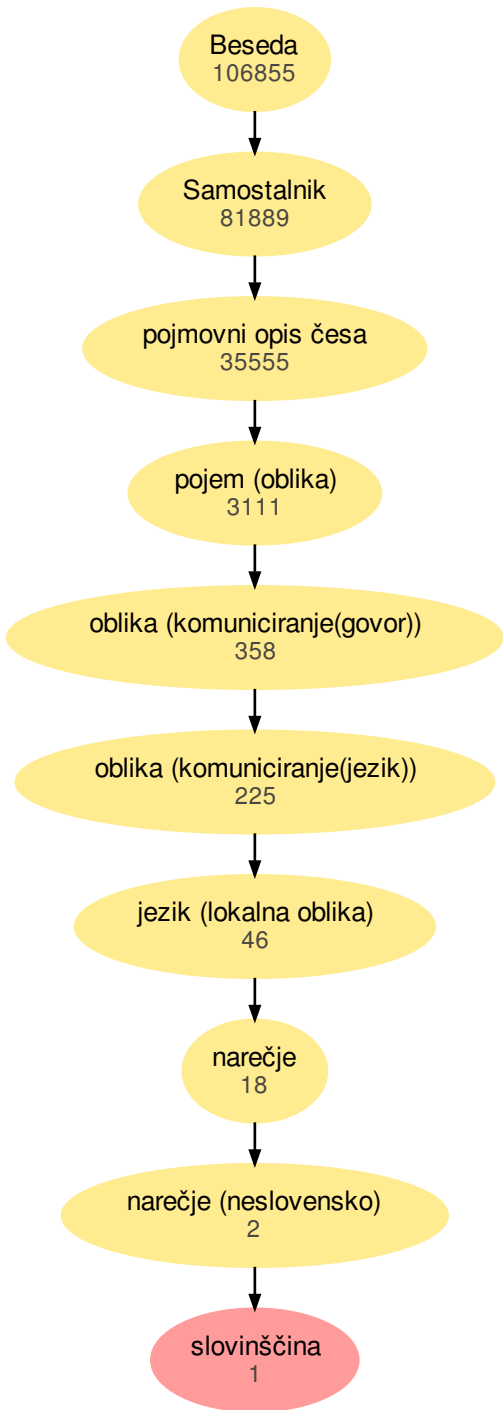 Beseda
106855
Samostalnik
81889
pojmovni opis česa
35555
pojem (oblika)
3111
oblika (komuniciranje(govor))
358
oblika (komuniciranje(jezik))
225
jezik (lokalna oblika)
46
narečje
18
narečje (neslovensko)
2
slovinščina
1